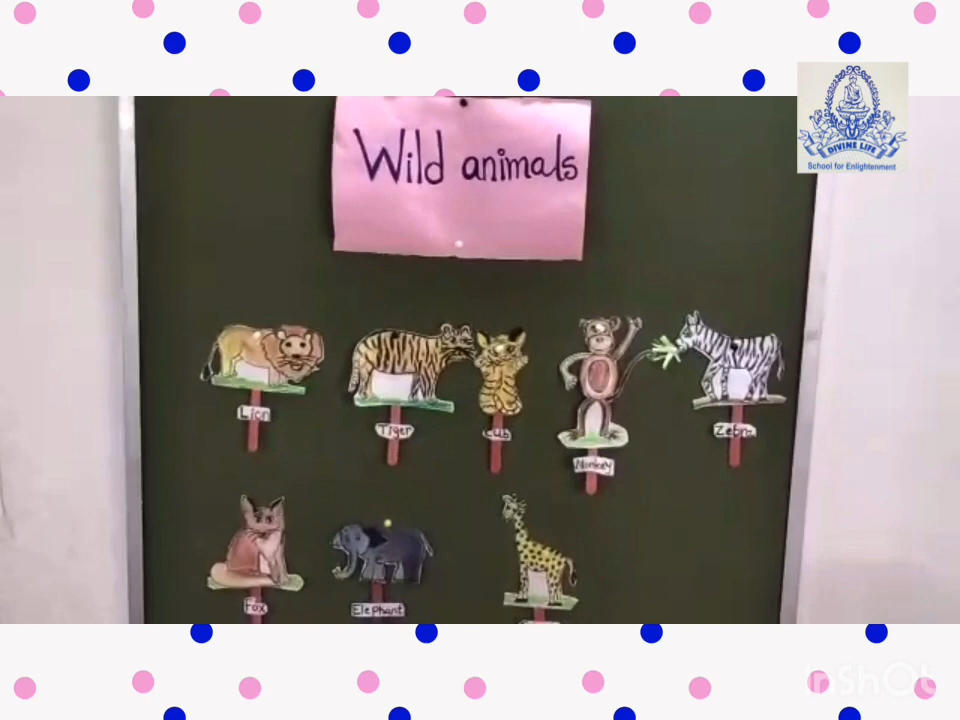 Wild animals
DIVINE LIFE
School for Enlightenment
Lion
Tiger
Cub
Monkey
Zebra
Fox
Elephant
InShOt